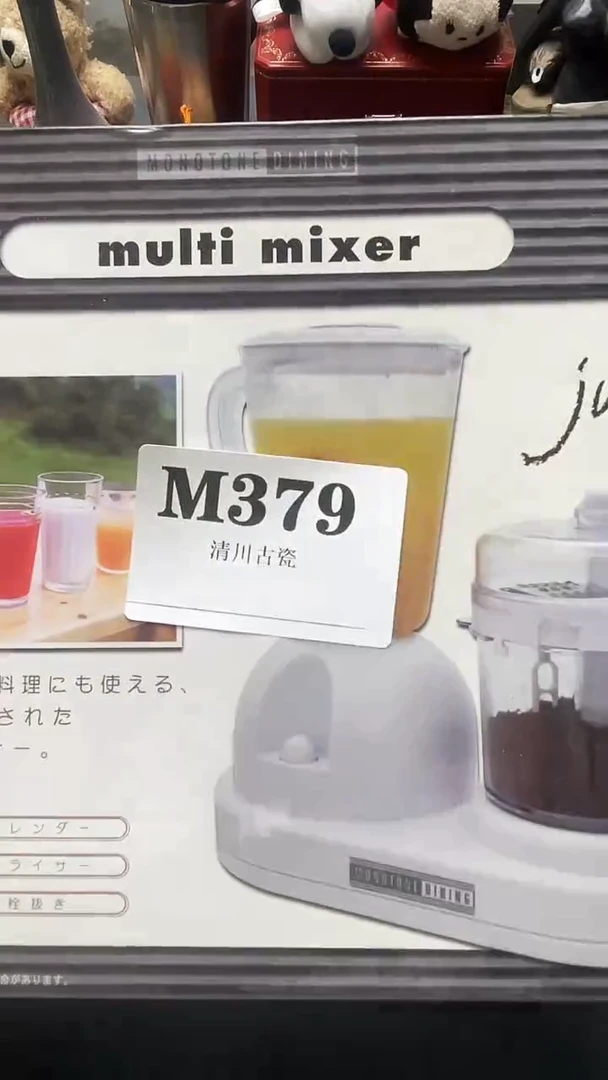 MONOTONE DINING
multi mixer
ju
M379
清川古瓷
料理にも使える、
された
ー。
レンダー
ライサー
栓抜き
MONOTONE DINING
合があります。